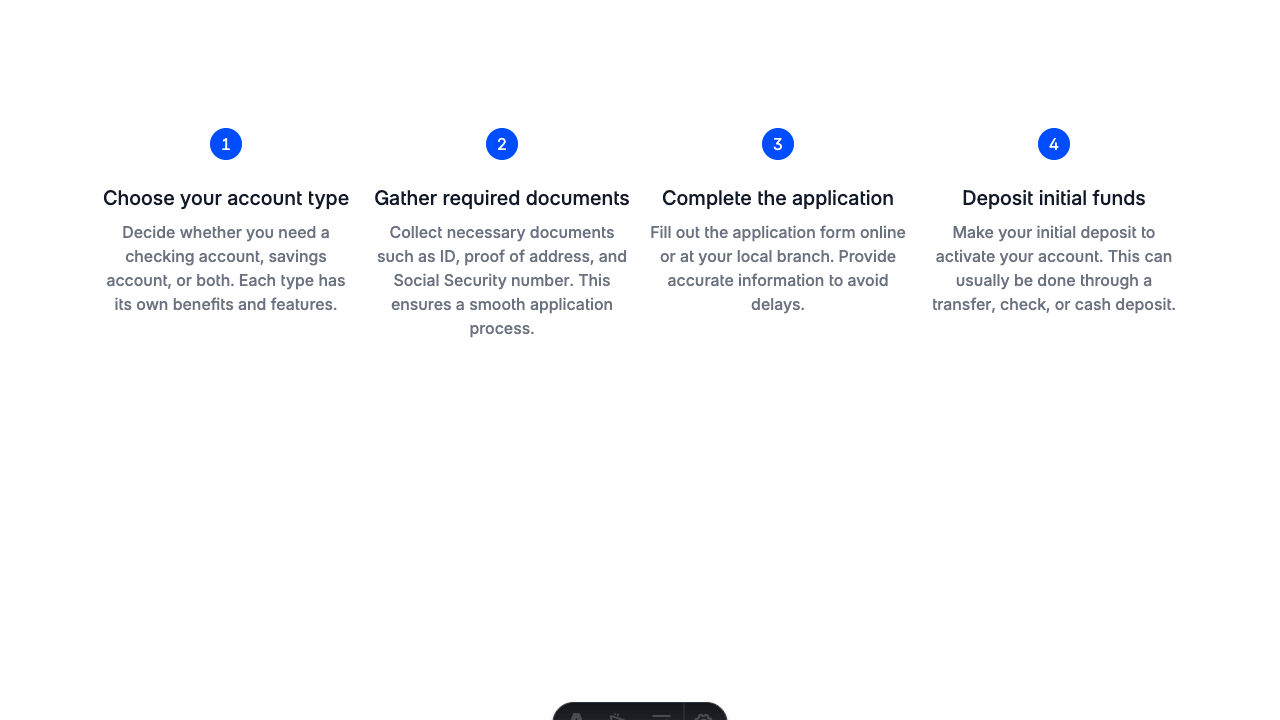 1
Choose your account type
Decide whether you need a
checking account, savings
account, or both. Each type has
its own benefits and features.
2
Gather required documents
Collect necessary documents
such as ID, proof of address, and
Social Security number. This
ensures a smooth application
process.
3
Complete the application
Fill out the application form online
or at your local branch. Provide
accurate information to avoid
delays.
4
Deposit initial funds
Make your initial deposit to
activate your account. This can
usually be done through a
transfer, check, or cash deposit.